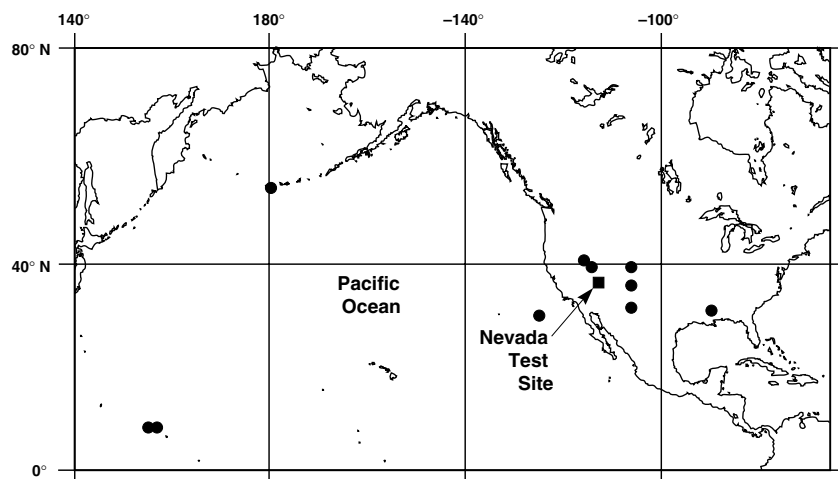 140°
180°
−140°
−100°
80° N
40° N
0°
Pacific
Ocean
Nevada
Test
Site